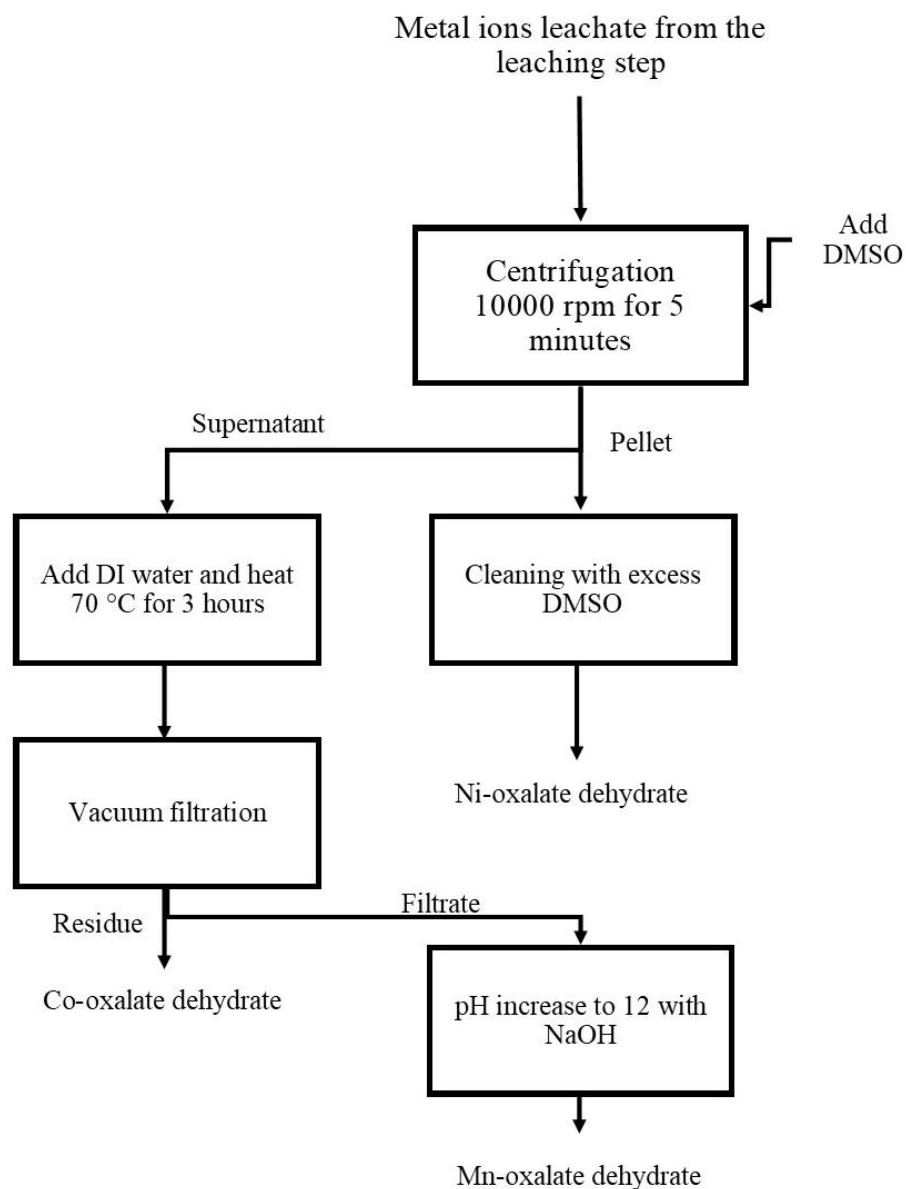 Metal ions leachate from the
leaching step
Add
DMSO
Centrifugation
10000 rpm for 5
minutes
Supernatant
Pellet
Add DI water and heat
70 °C for 3 hours
Cleaning with excess
DMSO
Vacuum filtration
Ni-oxalate dehydrate
Residue
Filtrate
Co-oxalate dehydrate
pH increase to 12 with
NaOH
Mn-oxalate dehydrate